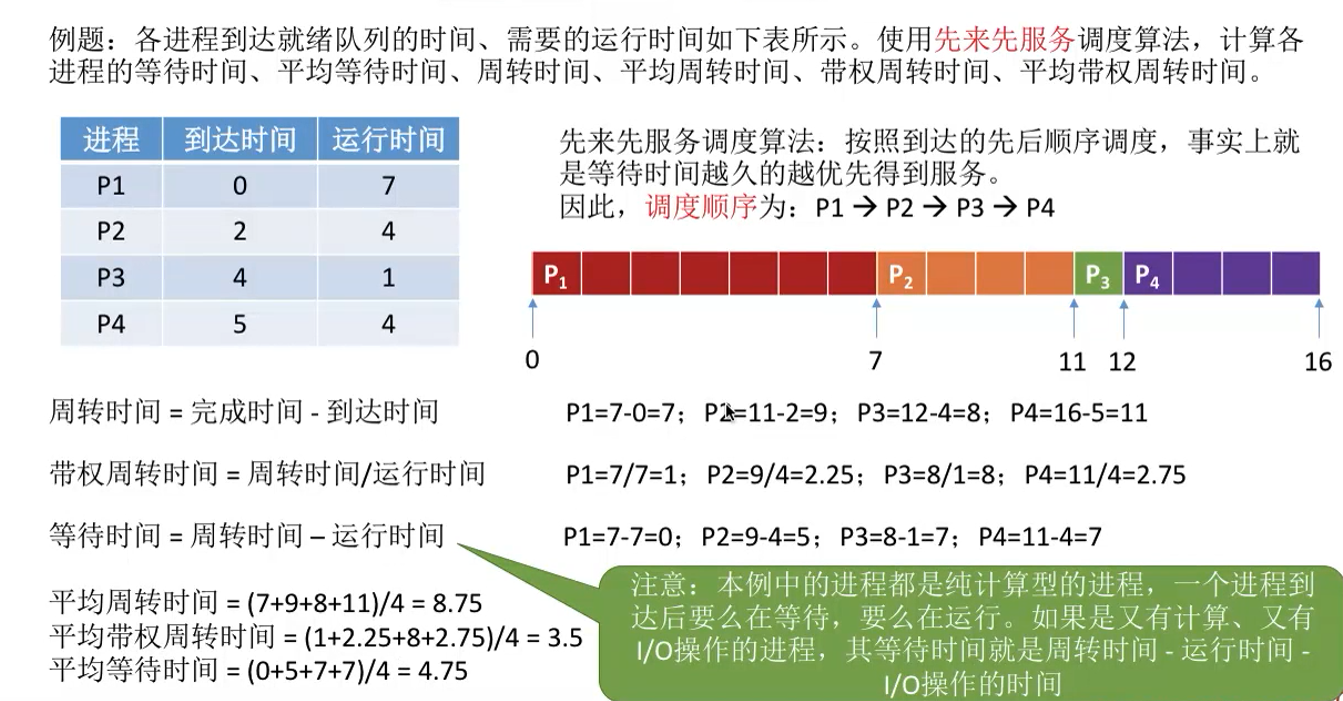 例题：各进程到达就绪队列的时间、需要的运行时间如下表所示。使用先来先服务调度算法，计算各
进程的等待时间、平均等待时间、周转时间、平均周转时间、带权周转时间、平均带权周转时间。
进程 到达时间 运行时间
P1 0 7
P2 2 4
P3 4 1
P4 5 4
先来先服务调度算法：按照到达的先后顺序调度，事实上就
是等待时间越久的越优先得到服务。
因此，调度顺序为：P1 → P2 → P3 → P4
P1 P2 P3 P4
0 7 11 12 16
周转时间 = 完成时间 - 到达时间 P1=7-0=7；P2=11-2=9；P3=12-4=8；P4=16-5=11
带权周转时间 = 周转时间/运行时间 P1=7/7=1；P2=9/4=2.25；P3=8/1=8；P4=11/4=2.75
等待时间 = 周转时间 – 运行时间 P1=7-7=0；P2=9-4=5；P3=8-1=7；P4=11-4=7
平均周转时间 = (7+9+8+11)/4 = 8.75
平均带权周转时间 = (1+2.25+8+2.75)/4 = 3.5
平均等待时间 = (0+5+7+7)/4 = 4.75
注意：本例中的进程都是纯计算型的进程，一个进程到
达后要么在等待，要么在运行。如果是又有计算、又有
I/O操作的进程，其等待时间就是周转时间 - 运行时间 -
I/O操作的时间